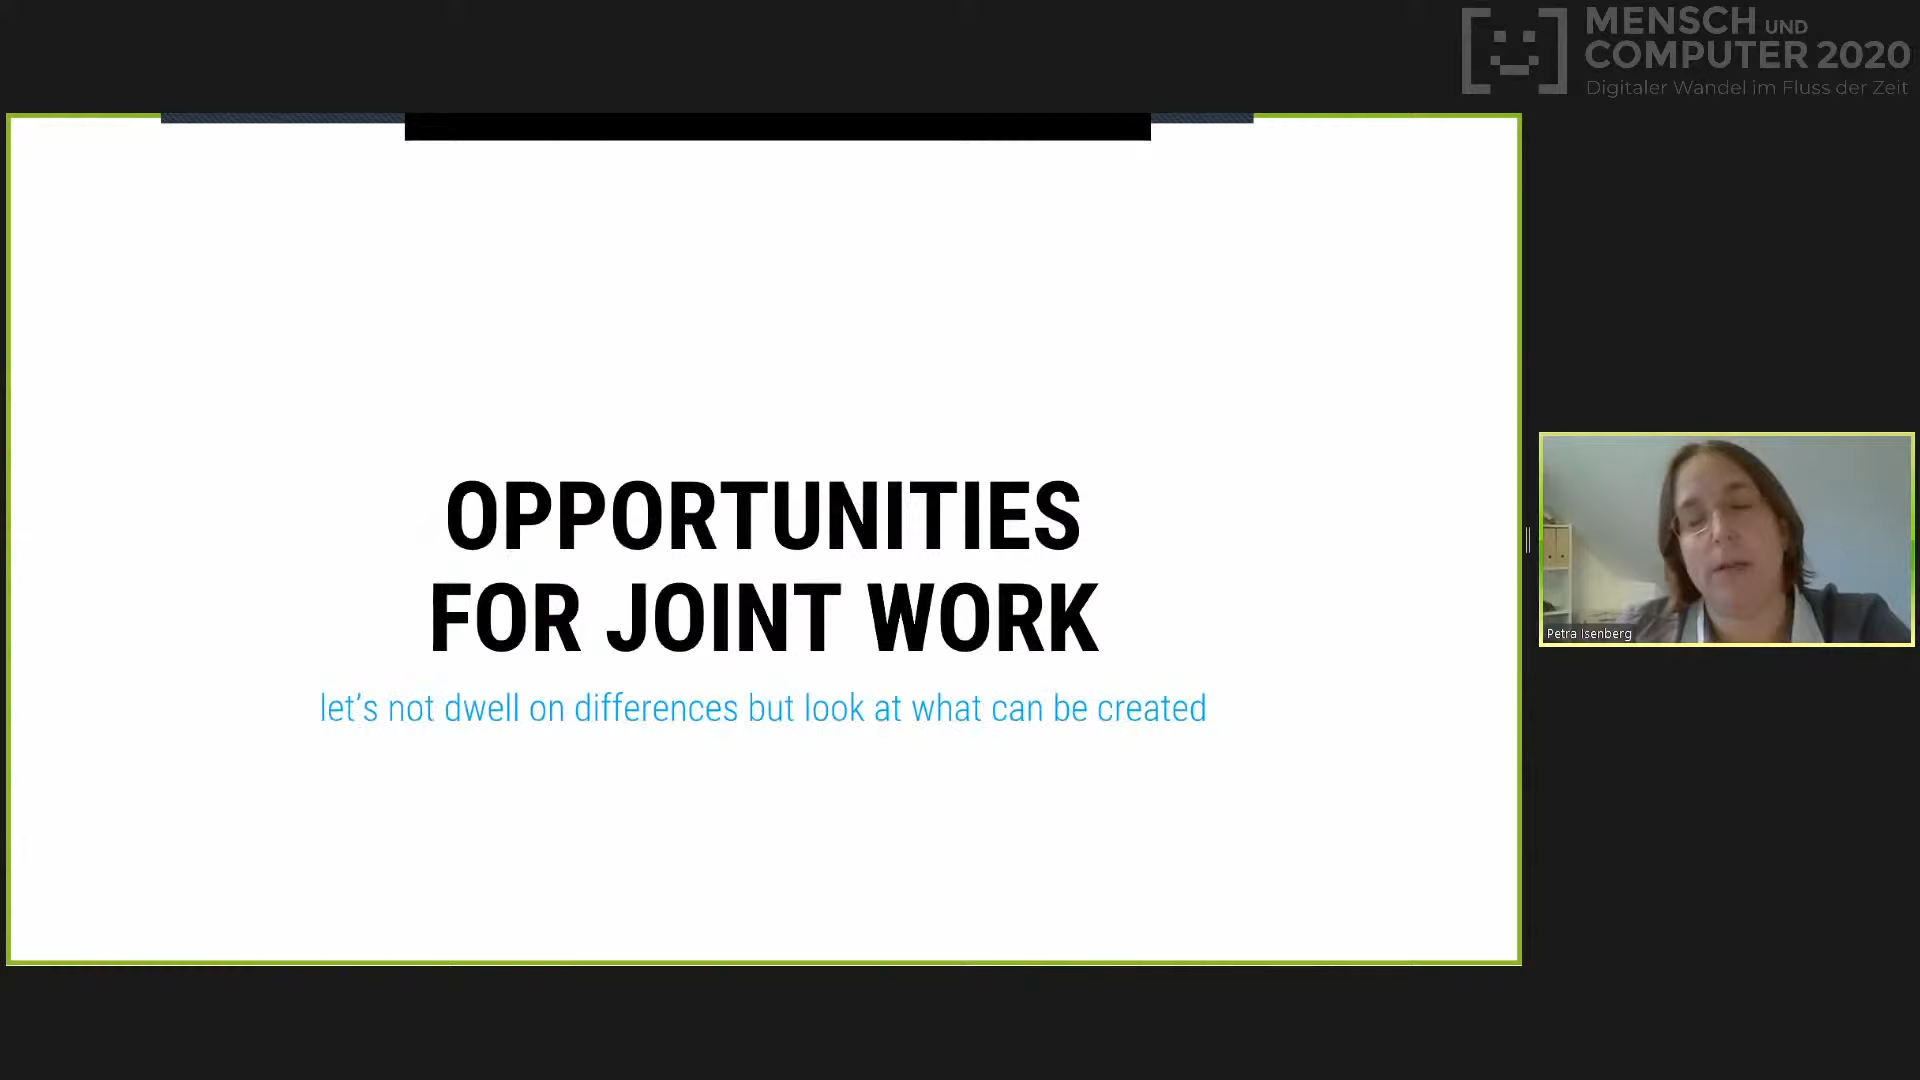 MENSCH UND
COMPUTER 2020
Digitaler Wandel im Fluss der Zeit
OPPORTUNITIES
FOR JOINT WORK
let's not dwell on differences but look at what can be created
Petra Isenberg